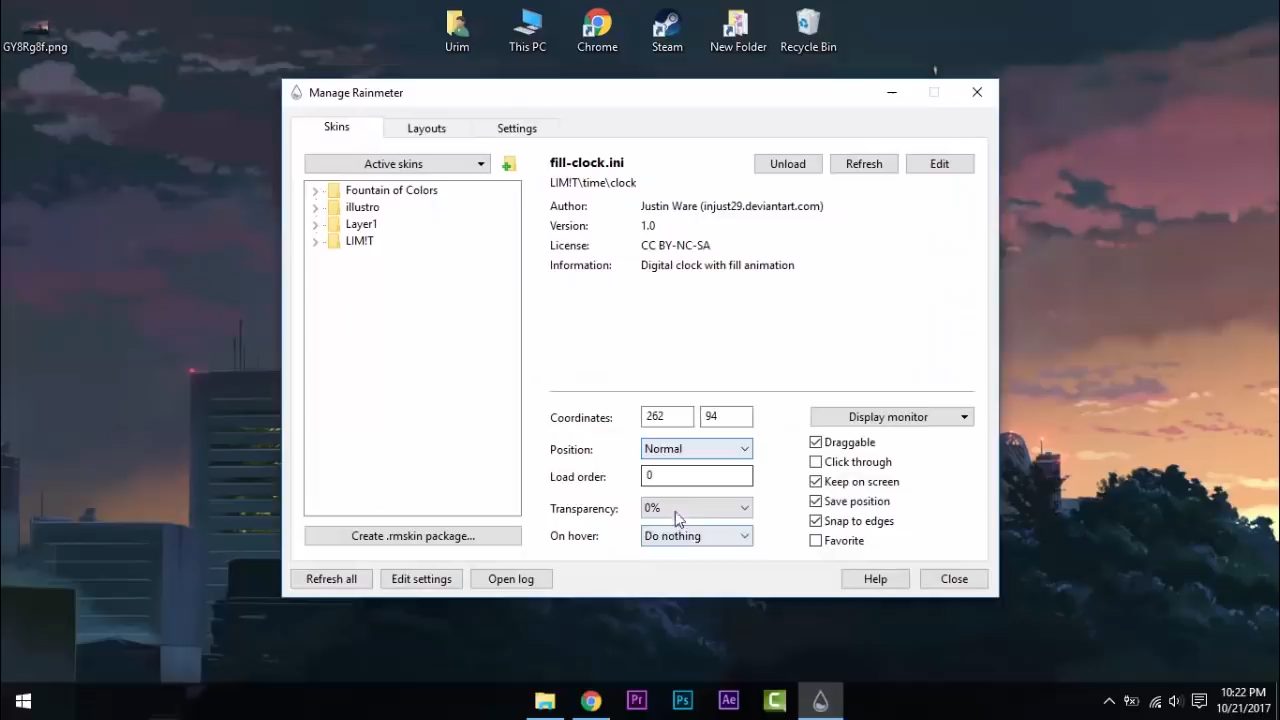 GY8Rg8f.png
Urim
This PC
Chrome
Steam
New Folder
Recycle Bin
Manage Rainmeter
Skins
Layouts
Settings
Active skins
Fountain of Colors
illustro
Layer1
LIM!T
fill-clock.ini
Unload
Refresh
Edit
LIM!T\time\clock
Author: Justin Ware (injust29.deviantart.com)
Version: 1.0
License: CC BY-NC-SA
Information: Digital clock with fill animation
Coordinates: 262 94
Display monitor
Position: Normal
Load order: 0
Transparency: 0%
On hover: Do nothing
Draggable
Click through
Keep on screen
Save position
Snap to edges
Favorite
Create .rmskin package...
Refresh all
Edit settings
Open log
Help
Close
Pr
Ps
Ae
C
10:22 PM
10/21/2017